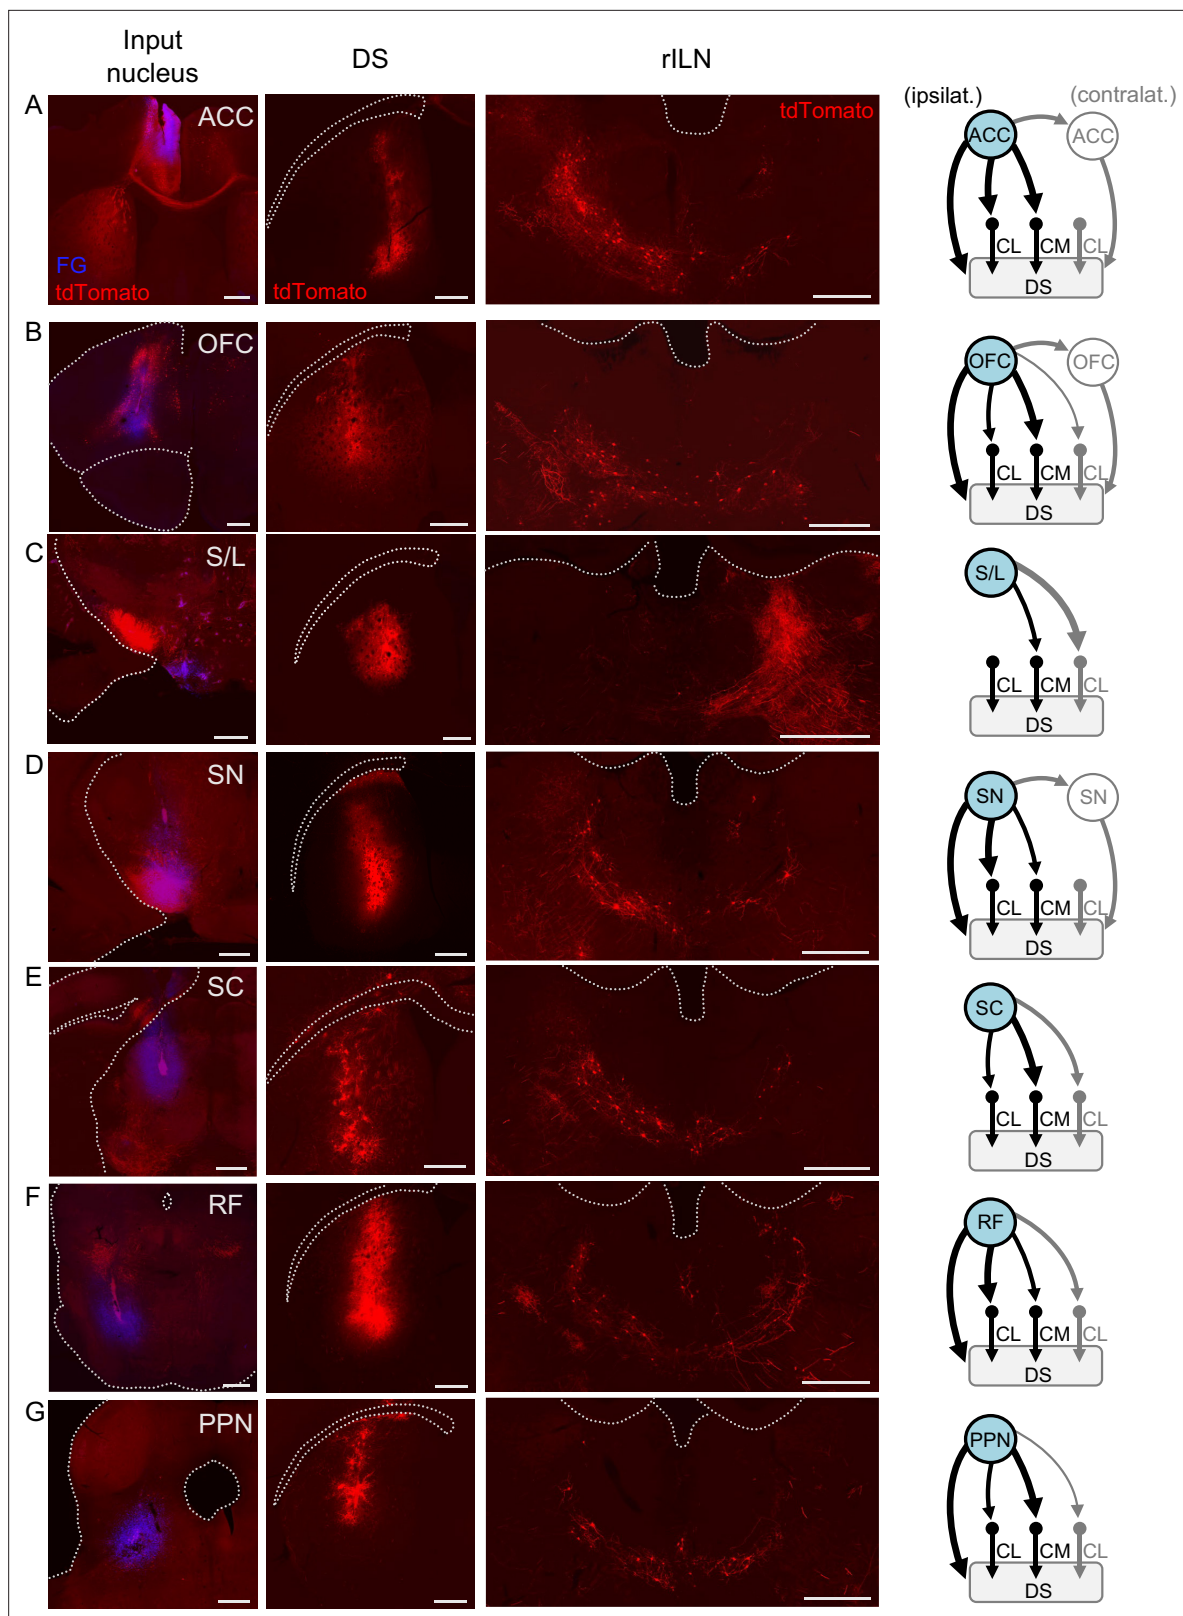 Input
nucleus
DS
rILN
A
ACC
FG
tdTomato
tdTomato
tdTomato
(ipsilat.)
(contralat.)
ACC
ACC
CL
CM
CL
DS
B
OFC
OFC
OFC
CL
CM
CL
DS
C
S/L
S/L
CL
CM
CL
DS
D
SN
SN
SN
CL
CM
CL
DS
E
SC
SC
CL
CM
CL
DS
F
RF
RF
CL
CM
CL
DS
G
PPN
PPN
CL
CM
CL
DS